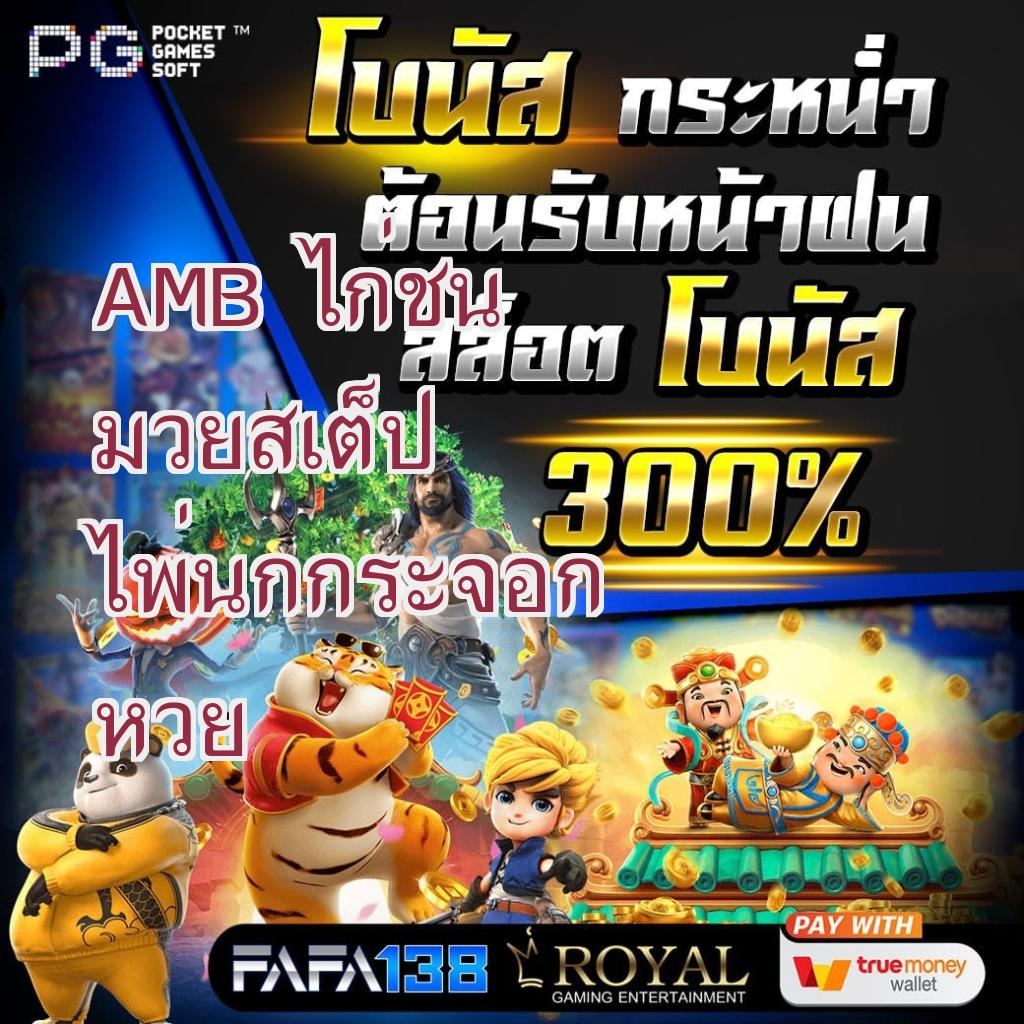 PG POCKET GAMES SOFT™
โบนัส กระหน่ำ
ต้อนรับหน้าฝน
สล็อต โบนัส
300%
AMB ไก่ชน
มวยสเต็ป
ไพ่นกกระจอก
หวย
FAFA138
ROYAL
GAMING ENTERTAINMENT
PAY WITH
truemoney
wallet